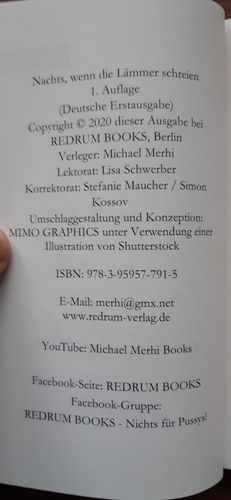 Nachts, wenn die Lämmer schreien
1. Auflage
(Deutsche Erstausgabe)
Copyright © 2020 dieser Ausgabe bei
REDRUM BOOKS, Berlin
Verleger: Michael Merhi
Lektorat: Lisa Schwerber
Korrektorat: Stefanie Maucher / Simon
Kossov
Umschlaggestaltung und Konzeption:
MIMO GRAPHICS unter Verwendung einer
Illustration von Shutterstock
ISBN: 978-3-95957-791-5
E-Mail: merhi@gmx.net
www.redrum-verlag.de
YouTube: Michael Merhi Books
Facebook-Seite: REDRUM BOOKS
Facebook-Gruppe:
REDRUM BOOKS - Nichts für Pussys!